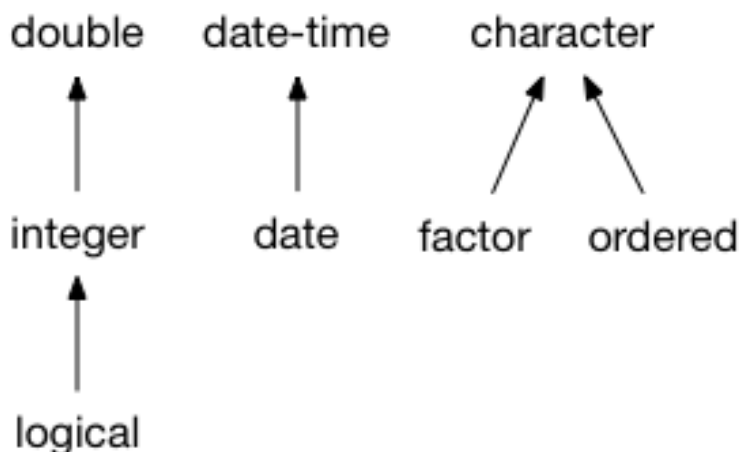 double date-time character
integer date factor ordered
logical